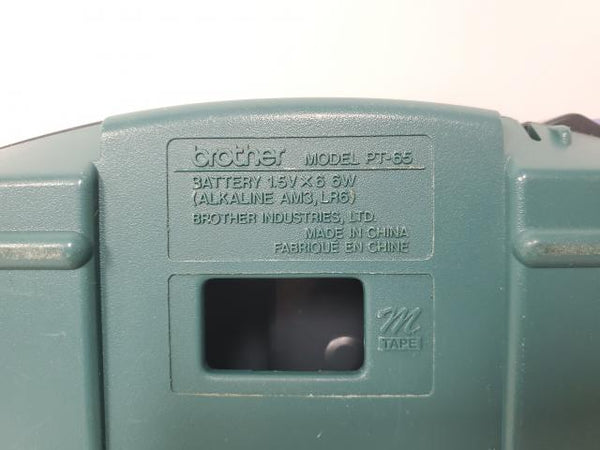 brother MODEL PT-65
BATTERY 1.5V×6 6W
(ALKALINE AM3, LR6)
BROTHER INDUSTRIES, LTD.
MADE IN CHINA
FABRIQUÉ EN CHINE
M
TAPE